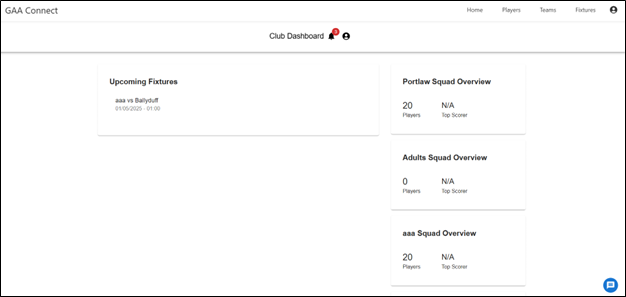 GAA Connect
Home Players Teams Fixtures
Club Dashboard
Upcoming Fixtures
aaa vs Ballyduff
01/05/2025 - 01:00
Portlaw Squad Overview
20 N/A
Players Top Scorer
Adults Squad Overview
0 N/A
Players Top Scorer
aaa Squad Overview
20 N/A
Players Top Scorer